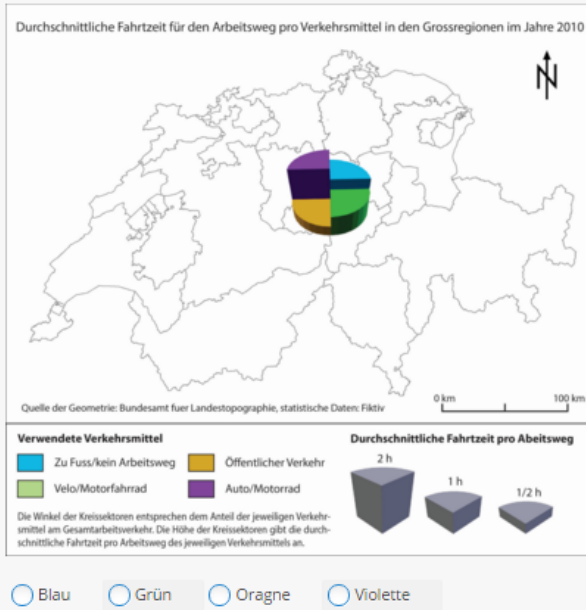 Durchschnittliche Fahrtzeit für den Arbeitsweg pro Verkehrsmittel in den Grossregionen im Jahre 2010
N
Quelle der Geometrie: Bundesamt fuer Landestopographie, statistische Daten: Fiktiv
0 km 100 km
Verwendete Verkehrsmittel
Zu Fuss/kein Arbeitsweg
Öffentlicher Verkehr
Velo/Motorfahrrad
Auto/Motorrad
Die Winkel der Kreissektoren entsprechen dem Anteil der jeweiligen Verkehr-
smittel am Gesamtarbeitsverkehr. Die Höhe der Kreissektoren gibt die durch-
schnittliche Fahrtzeit pro Arbeitsweg des jeweiligen Verkehrsmittels an.
Durchschnittliche Fahrtzeit pro Abeitsweg
2 h
1 h
1/2 h
Blau
Grün
Oragne
Violette